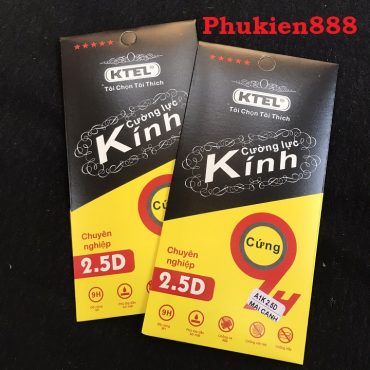 Phukien888
KTEL
Tôi Chọn Tôi Thích
Cường lực
Kính
Chuyên
nghiệp
2.5D
9H
KTEL
Tôi Chọn Tôi Thích
Cường lực
Kính
Cứng
9H
Chuyên
nghiệp
2.5D
A1K 2.5D
MÀI CẠNH
9H